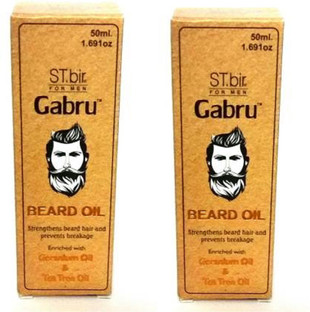 50ml.
1.691oz
ST.bir
FOR MEN
Gabru™
BEARD OIL
Strengthens beard hair and
prevents breakage
Enriched with
Geranium Oil
&
Tea Tree Oil
50ml.
1.691oz
ST.bir
FOR MEN
Gabru™
BEARD OIL
Strengthens beard hair and
prevents breakage
Enriched with
Geranium Oil
&
Tea Tree Oil